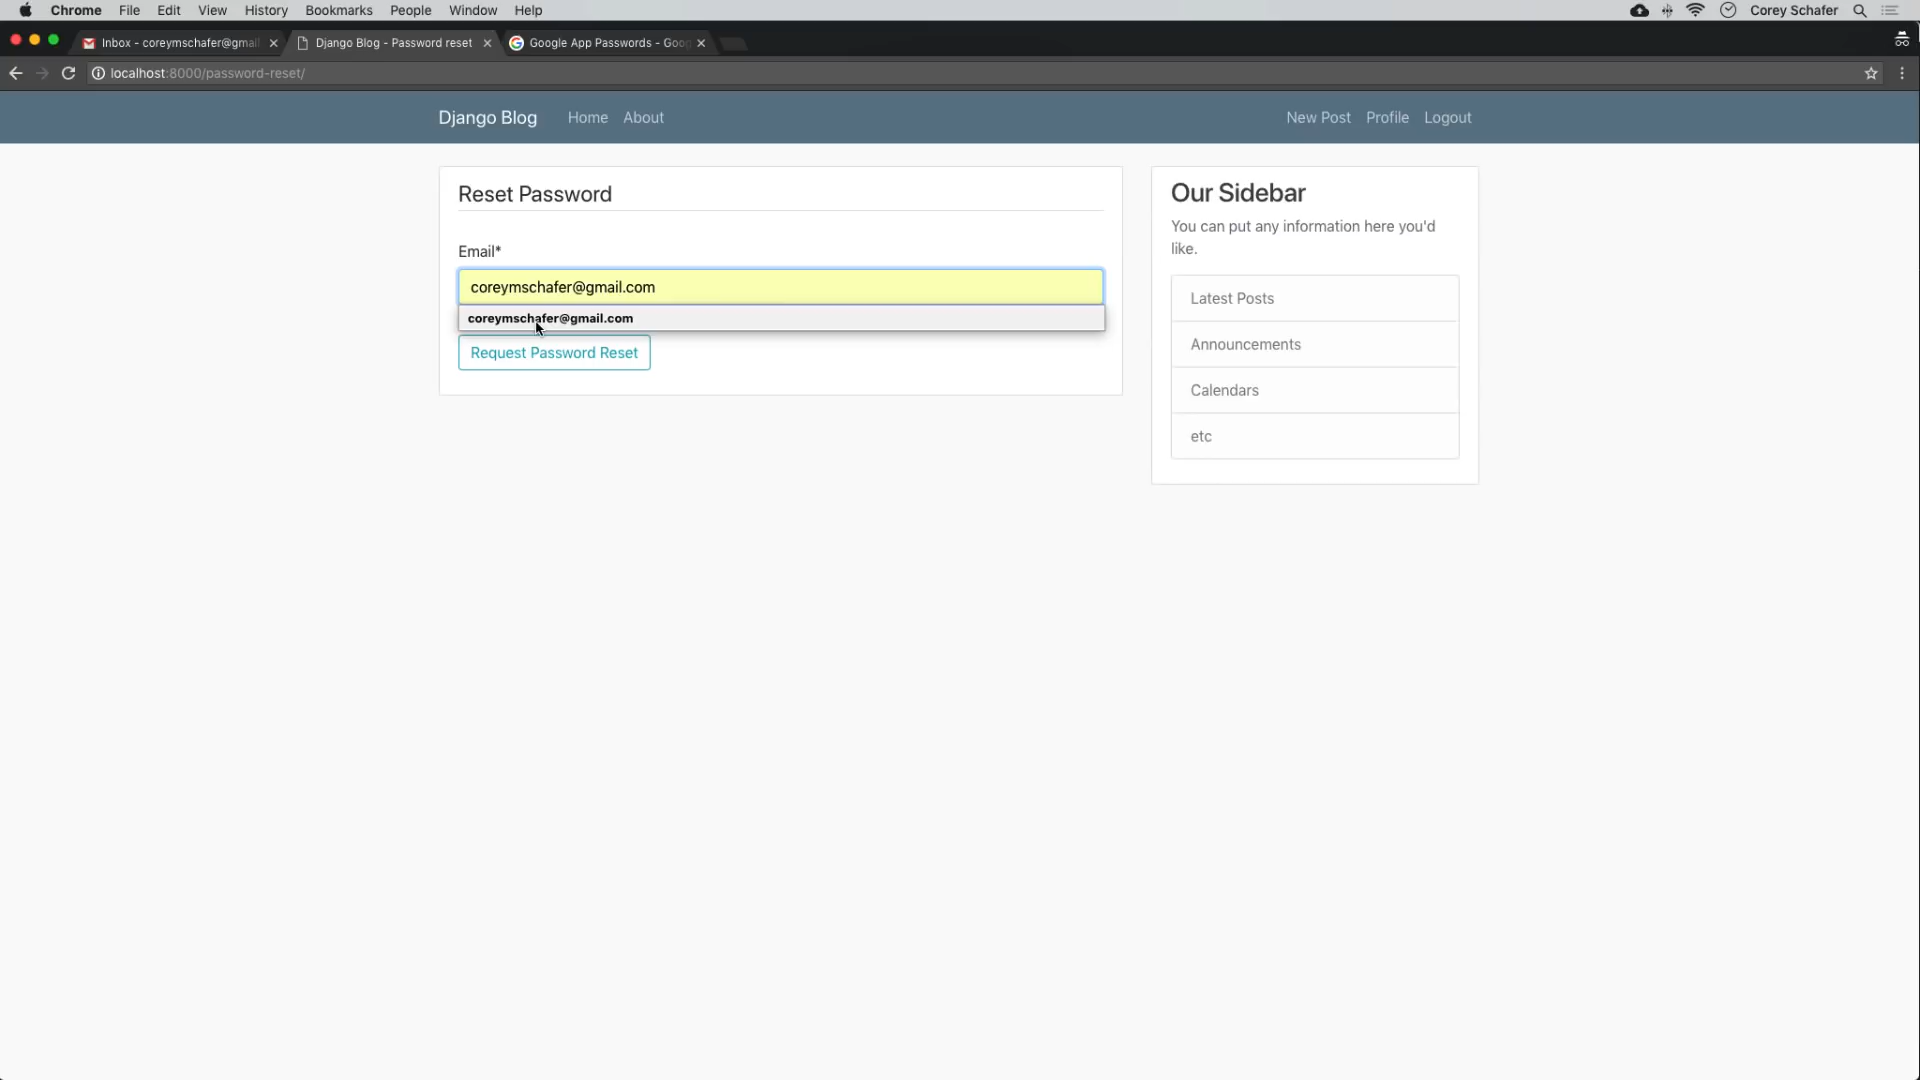 Chrome File Edit View History Bookmarks People Window Help Corey Schafer
Inbox - coreymschafer@gmail Django Blog - Password reset Google App Passwords - Goo
localhost:8000/password-reset/
Django Blog Home About New Post Profile Logout
Reset Password
Email*
coreymschafer@gmail.com
coreymschafer@gmail.com
Request Password Reset
Our Sidebar
You can put any information here you'd
like.
Latest Posts
Announcements
Calendars
etc